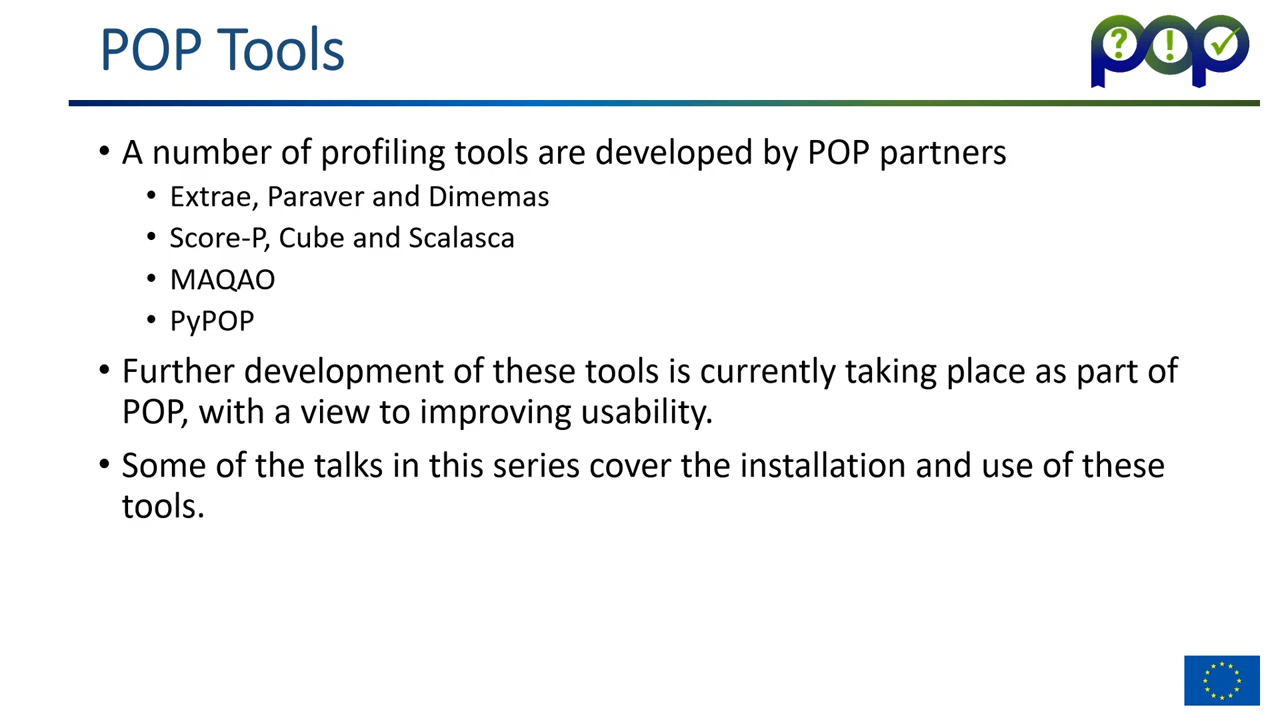 POP Tools
pop
? ! ✓
• A number of profiling tools are developed by POP partners
• Extrae, Paraver and Dimemas
• Score-P, Cube and Scalasca
• MAQAO
• PyPOP
• Further development of these tools is currently taking place as part of
POP, with a view to improving usability.
• Some of the talks in this series cover the installation and use of these
tools.